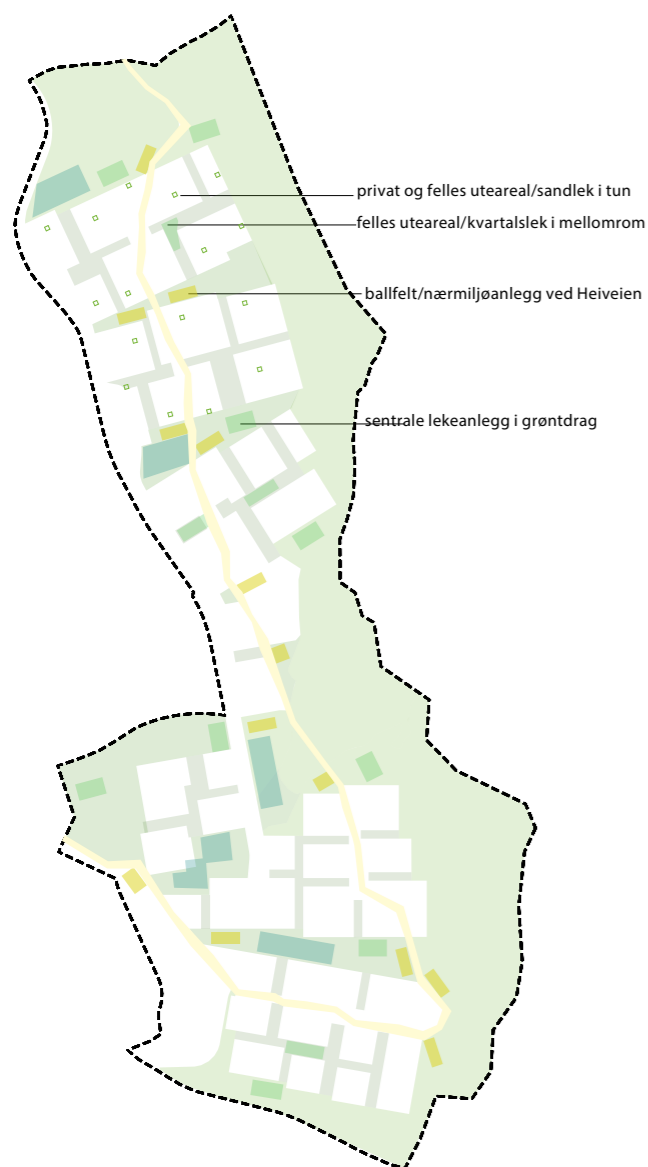 privat og felles uteareal/sandlek i tun
felles uteareal/kvartalslek i mellomrom
ballfelt/nærmiljøanlegg ved Heiveien
sentrale lekeanlegg i grøntdrag